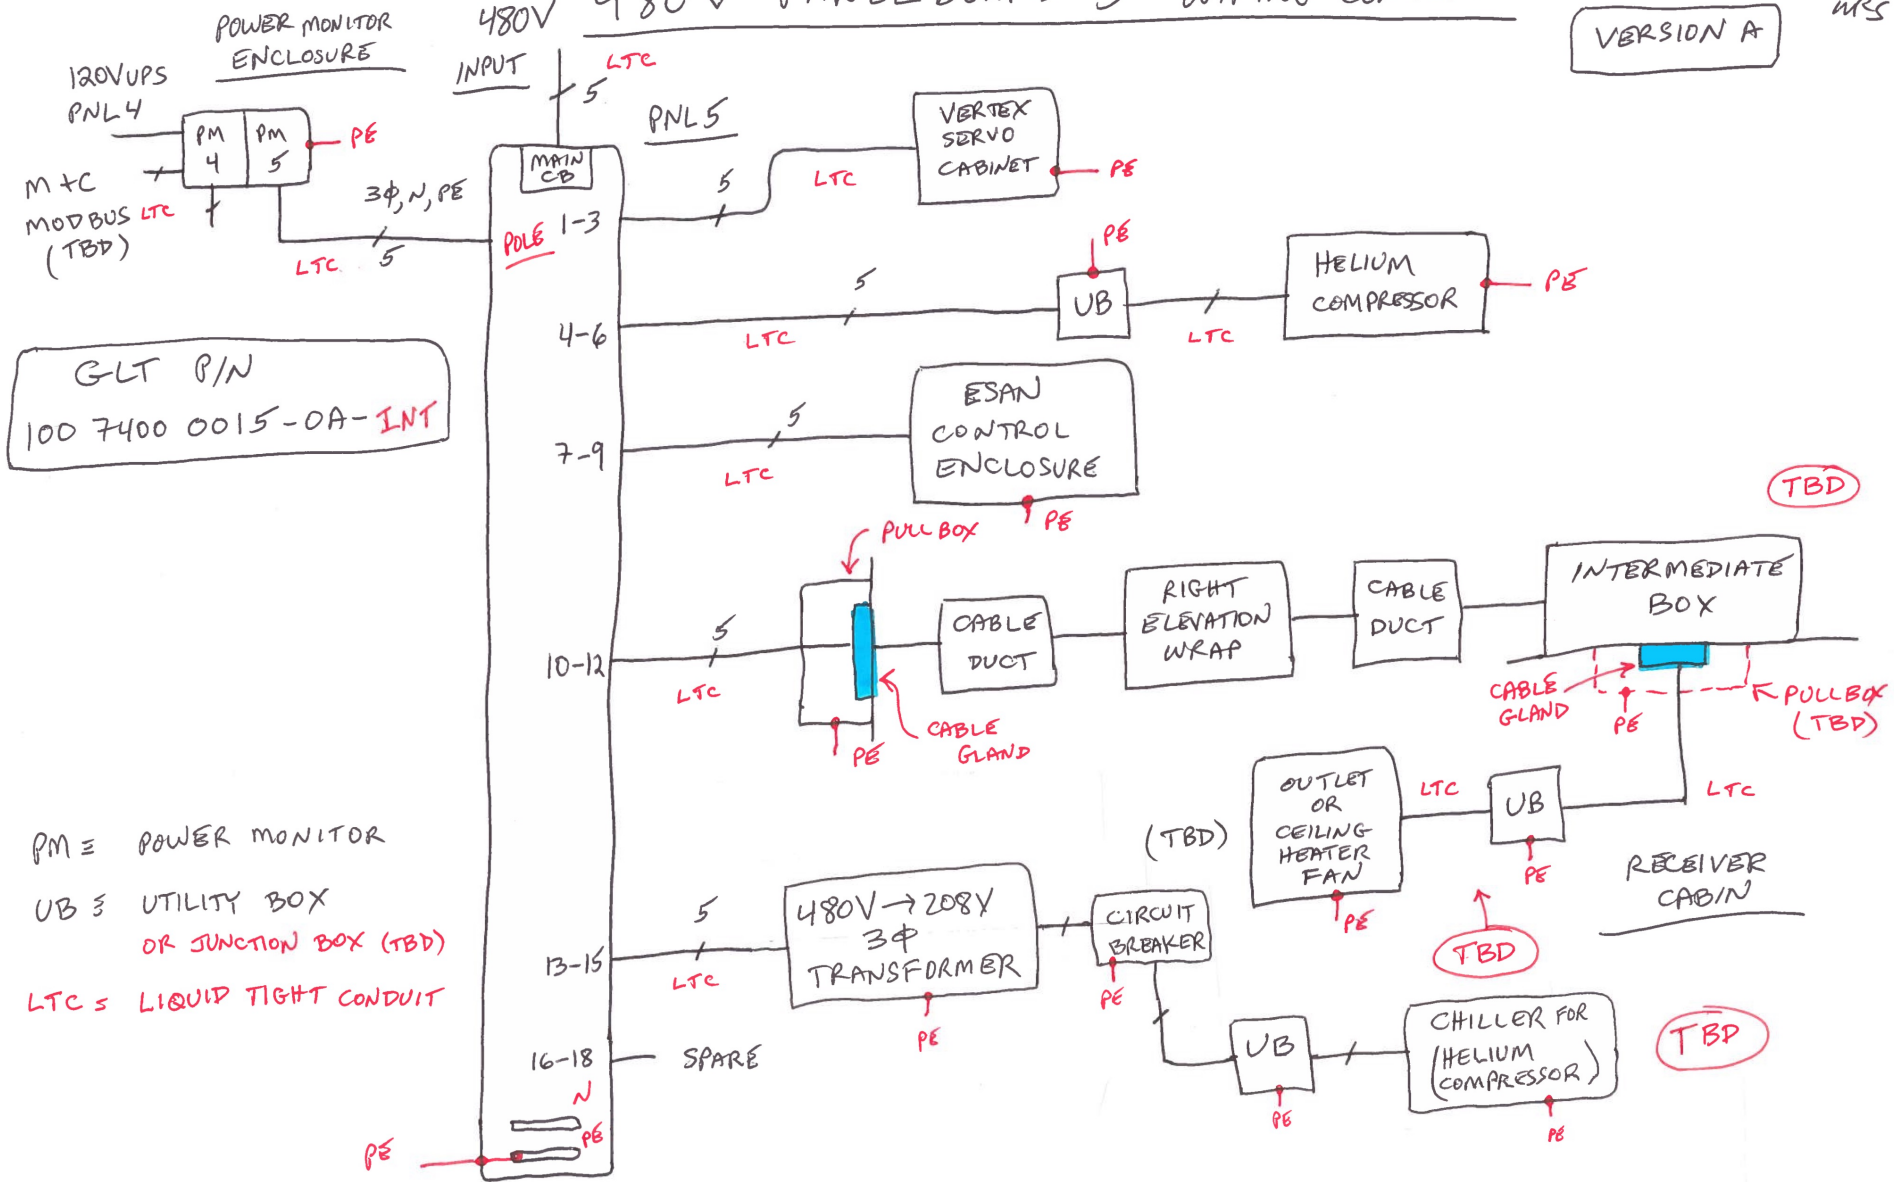 480V PANELBOARD 5
WRS
VERSION A
POWER MONITOR
ENCLOSURE
480V
INPUT
LTC
5
120V UPS
PNL 4
PM
4
PM
5
PE
M+C
MODBUS LTC
(TBD)
3Φ, N, PE
LTC
5
PNL 5
MAIN
CB
POLE
1-3
5
LTC
VERTEX
SERVO
CABINET
PE
4-6
LTC
5
PE
UB
LTC
HELIUM
COMPRESSOR
PE
GLT P/N
100 7400 0015-0A-INT
7-9
LTC
5
ESAN
CONTROL
ENCLOSURE
PE
TBD
PULL BOX
10-12
LTC
5
PE
CABLE
GLAND
CABLE
DUCT
RIGHT
ELEVATION
WRAP
CABLE
DUCT
INTERMEDIATE
BOX
CABLE
GLAND
PE
PULL BOX
(TBD)
LTC
UB
PE
LTC
OUTLET
OR
CEILING
HEATER
FAN
PE
(TBD)
TBD
RECEIVER
CABIN
PM ≡ POWER MONITOR
UB ≡ UTILITY BOX
OR JUNCTION BOX (TBD)
LTC = LIQUID TIGHT CONDUIT
13-15
LTC
5
480V→208V
3Φ
TRANSFORMER
PE
CIRCUIT
BREAKER
PE
UB
PE
CHILLER FOR
(HELIUM
COMPRESSOR)
PE
TBD
16-18
SPARE
N
PE
PE